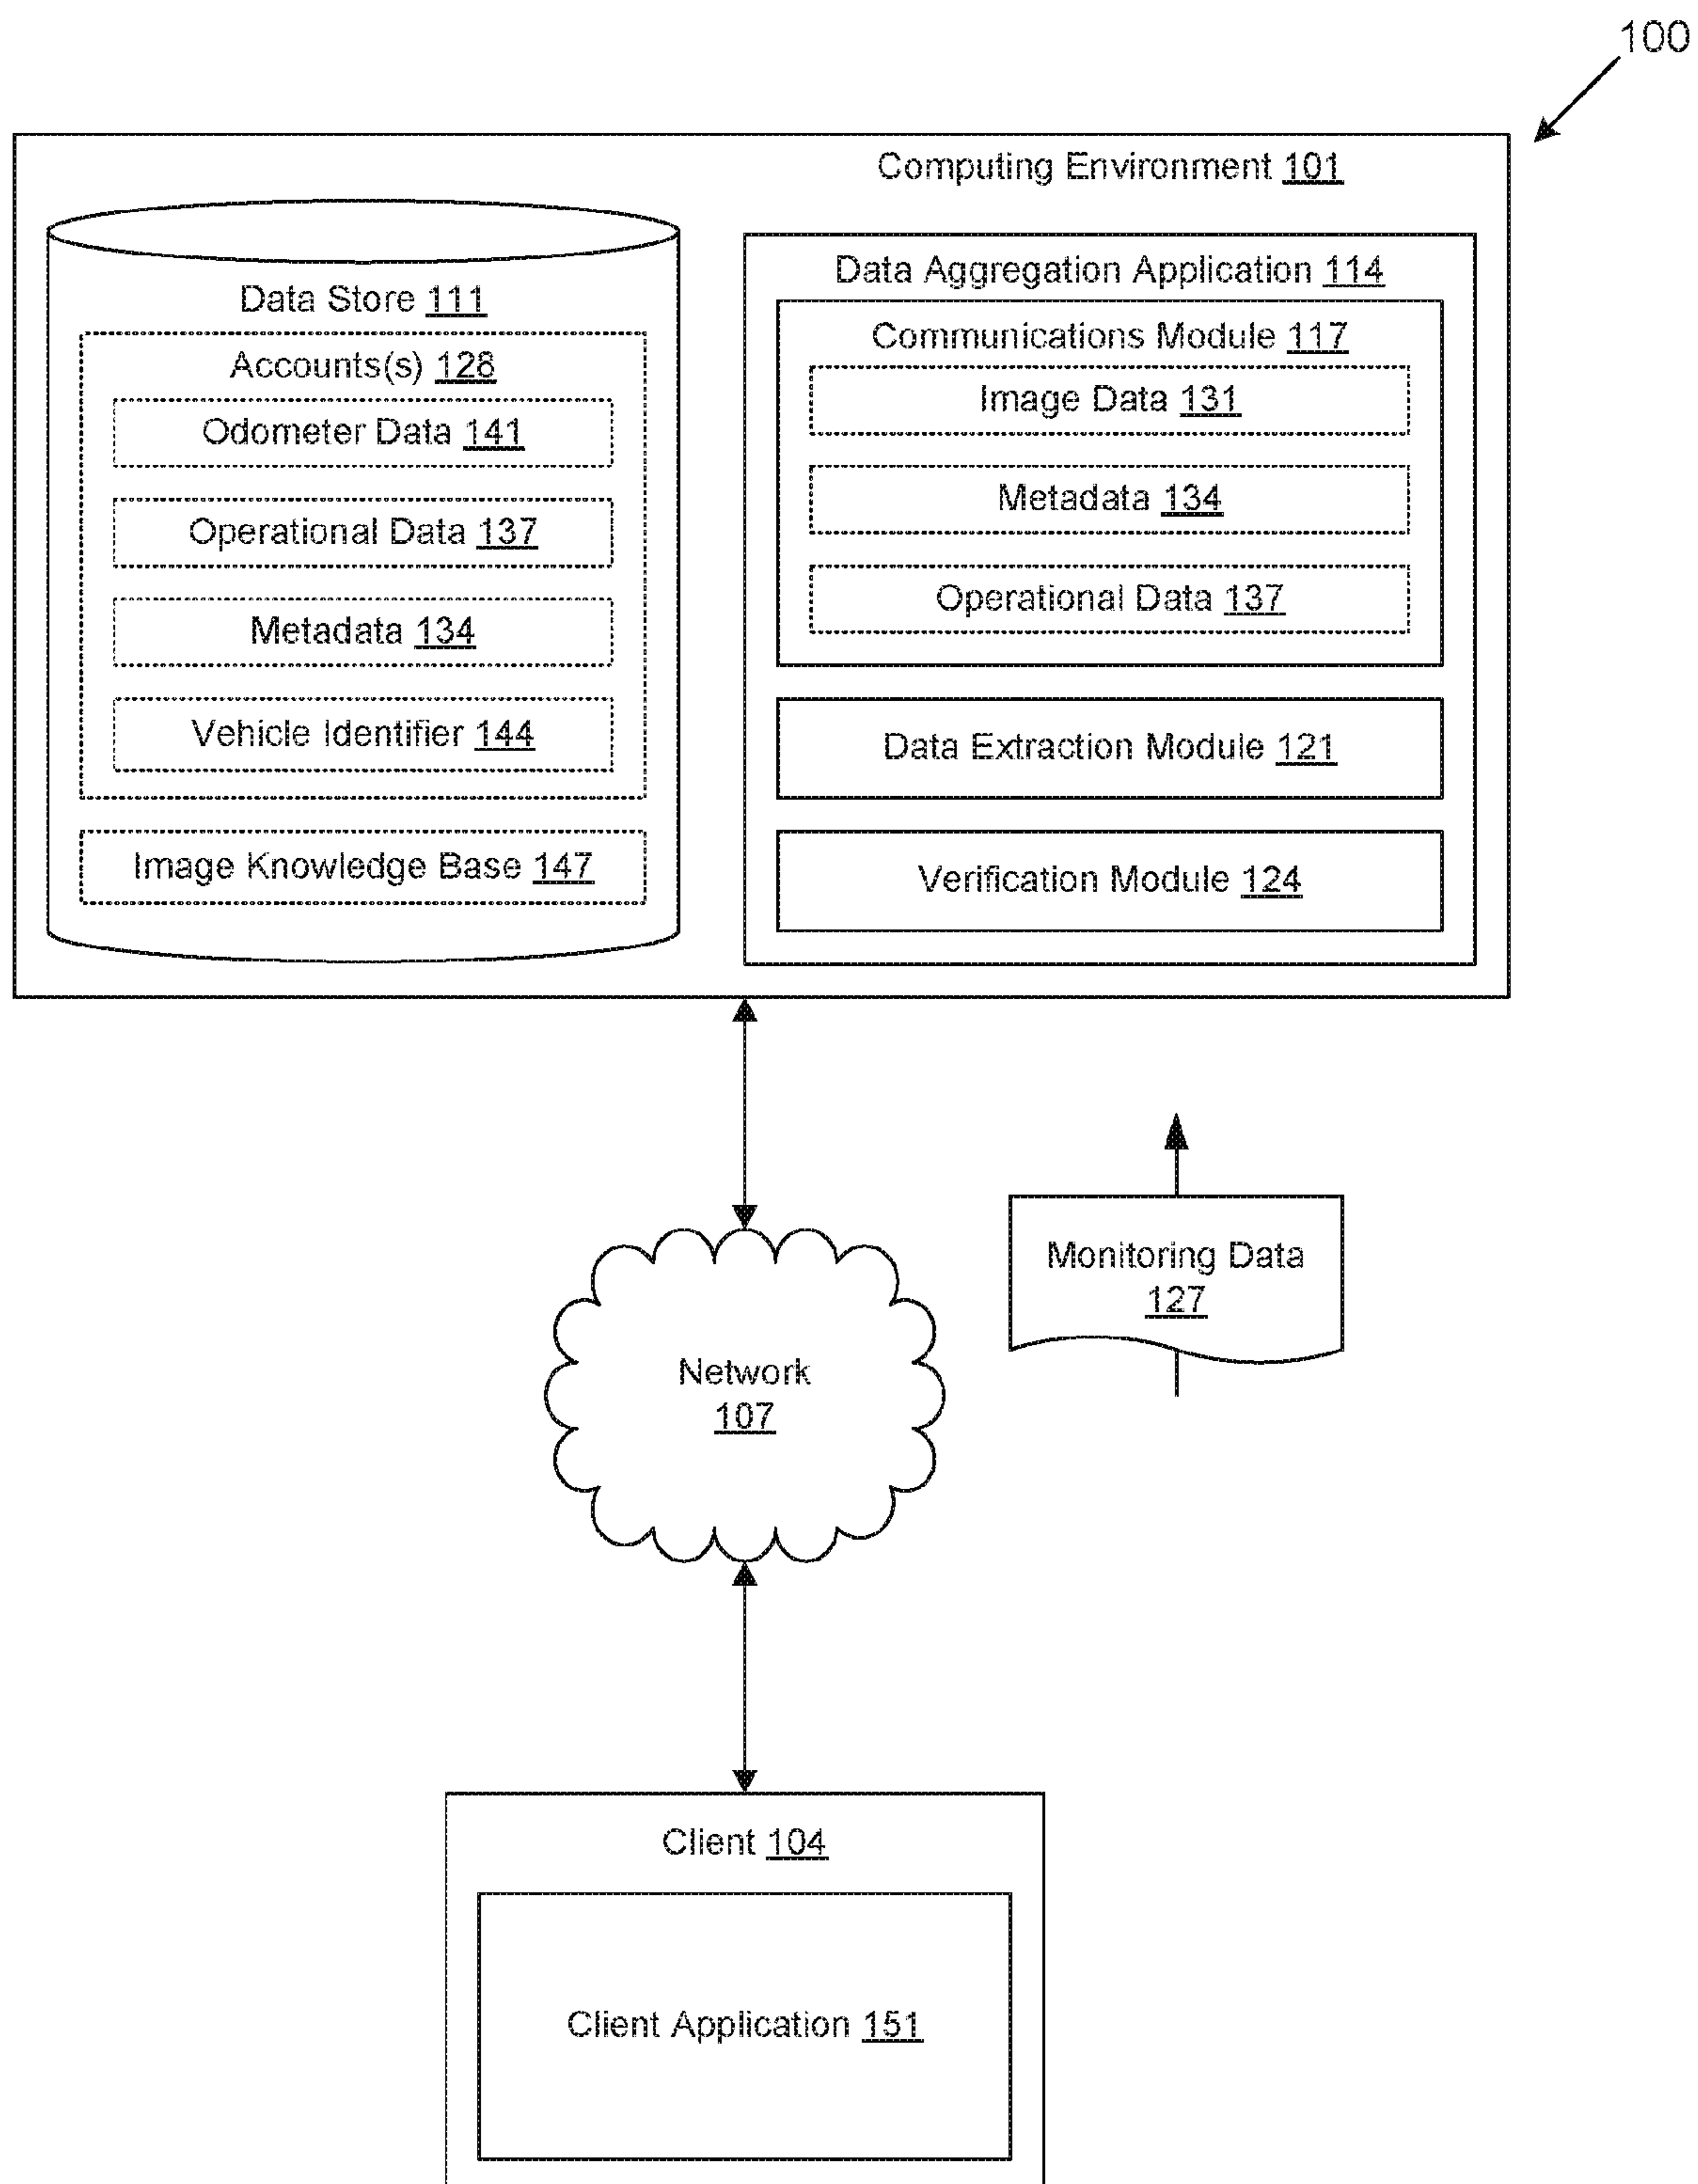 100
Computing Environment 101
Data Store 111
Accounts(s) 128
Odometer Data 141
Operational Data 137
Metadata 134
Vehicle Identifier 144
Image Knowledge Base 147
Data Aggregation Application 114
Communications Module 117
Image Data 131
Metadata 134
Operational Data 137
Data Extraction Module 121
Verification Module 124
Monitoring Data
127
Network
107
Client 104
Client Application 151